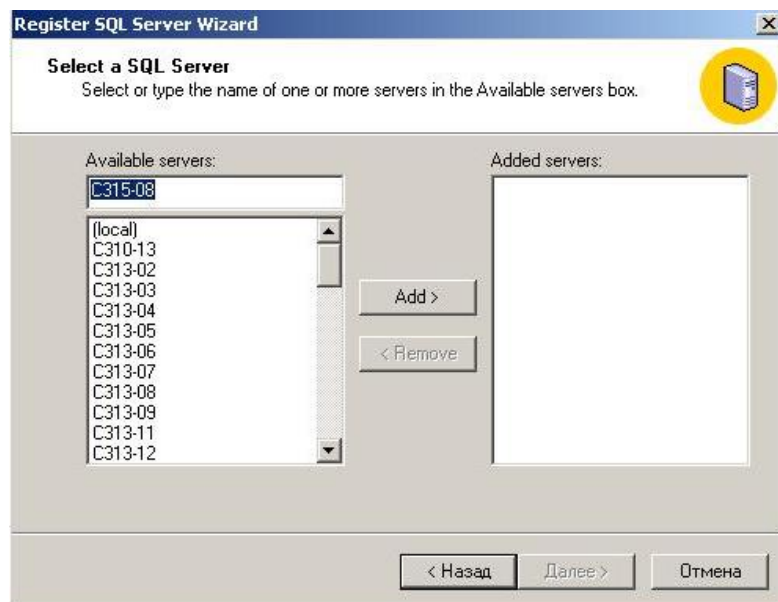 Register SQL Server Wizard
Select a SQL Server
Select or type the name of one or more servers in the Available servers box.
Available servers:
C315-08
(local)
C310-13
C313-02
C313-03
C313-04
C313-05
C313-06
C313-07
C313-08
C313-09
C313-11
C313-12
Add >
< Remove
Added servers:
< Назад
Далее >
Отмена